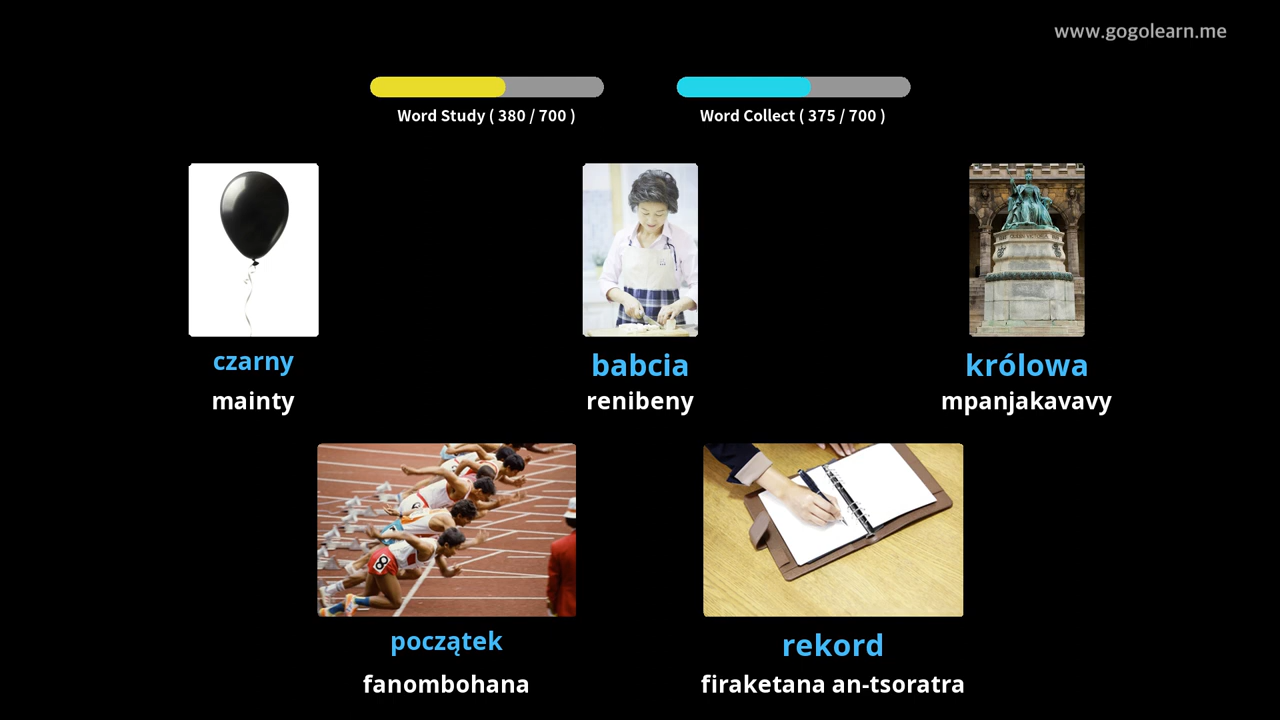 www.gogolearn.me
Word Study ( 380 / 700 )
Word Collect ( 375 / 700 )
czarny
mainty
babcia
renibeny
królowa
mpanjakavavy
początek
fanombohana
rekord
firaketana an-tsoratra
8